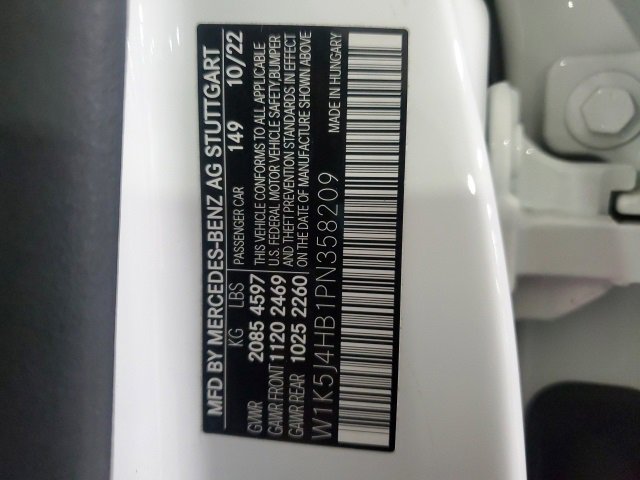 MFD BY MERCEDES-BENZ AG STUTTGART
KG LBS PASSENGER CAR 149 10/22
GVWR 2085 4597
GAWR FRONT 1120 2469
GAWR REAR 1025 2260
THIS VEHICLE CONFORMS TO ALL APPLICABLE
U.S. FEDERAL MOTOR VEHICLE SAFETY,BUMPER
AND THEFT PREVENTION STANDARDS IN EFFECT
ON THE DATE OF MANUFACTURE SHOWN ABOVE
W1K5J4HB1PN358209 MADE IN HUNGARY